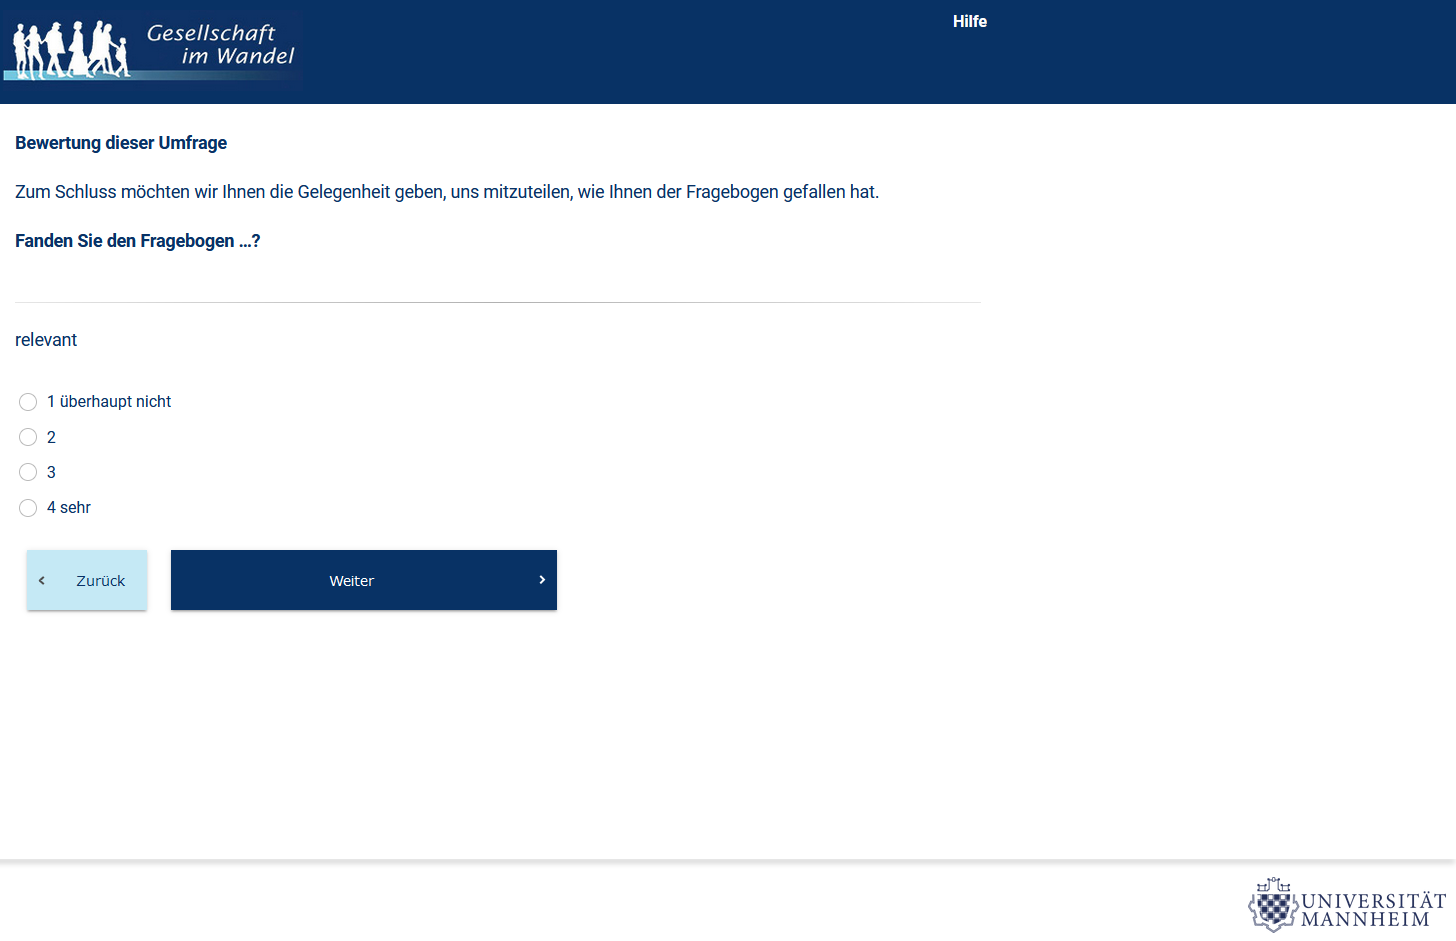 Gesellschaft
im Wandel
Hilfe
Bewertung dieser Umfrage
Zum Schluss möchten wir Ihnen die Gelegenheit geben, uns mitzuteilen, wie Ihnen der Fragebogen gefallen hat.
Fanden Sie den Fragebogen ...?
relevant
1 überhaupt nicht
2
3
4 sehr
Zurück
Weiter
UNIVERSITÄT
MANNHEIM